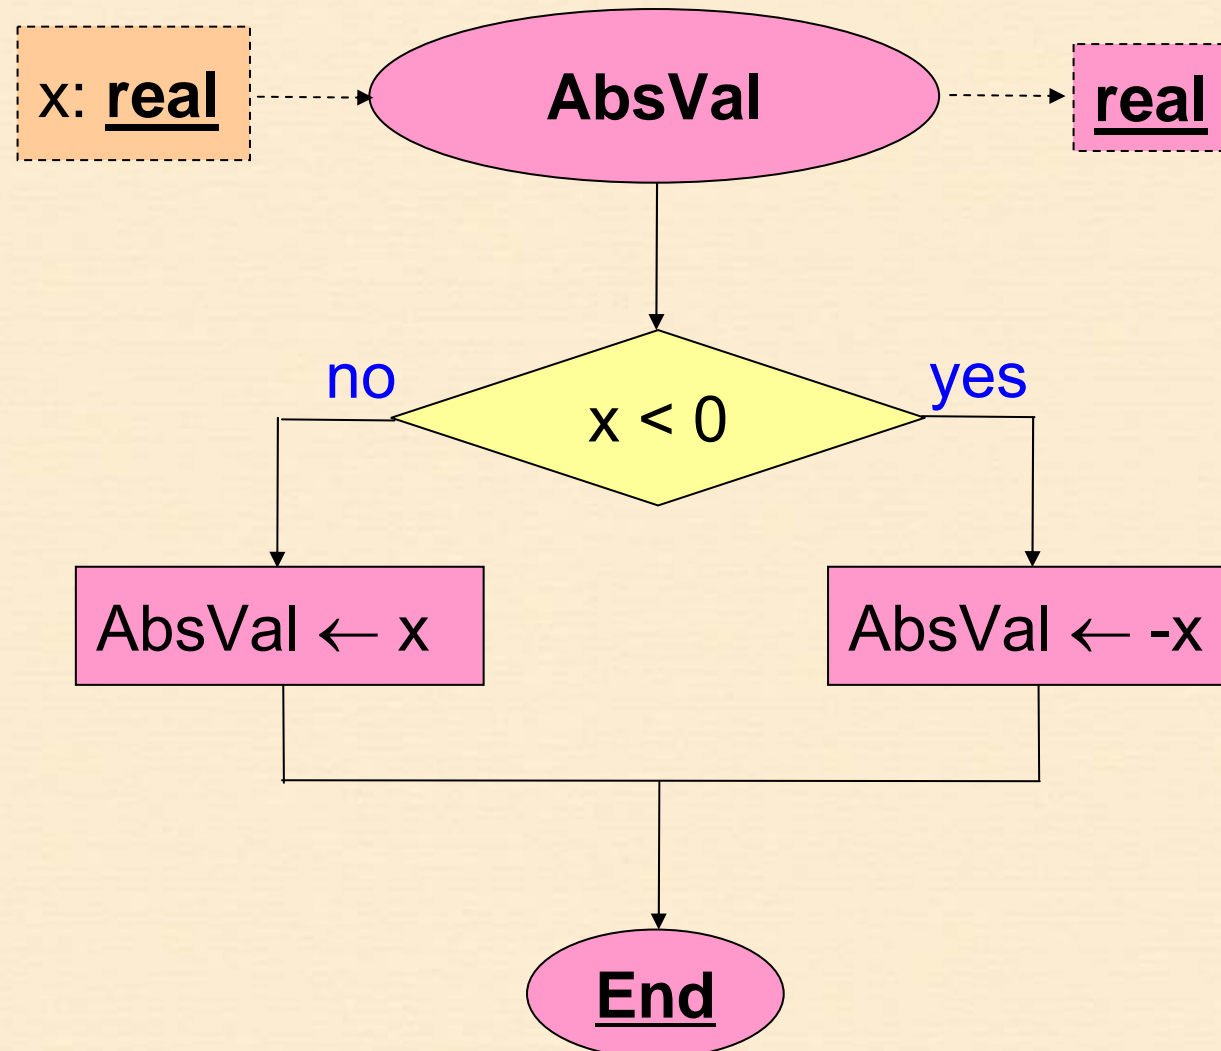 x: real
AbsVal
real
no
yes
x < 0
AbsVal ← x
AbsVal ← -x
End